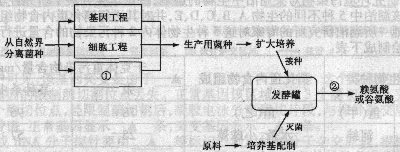 基因工程
从自然界
分离菌种
细胞工程
①
生产用菌种
扩大培养
接种
发酵罐
②
赖氨酸
或谷氨酸
灭菌
原料
培养基配制